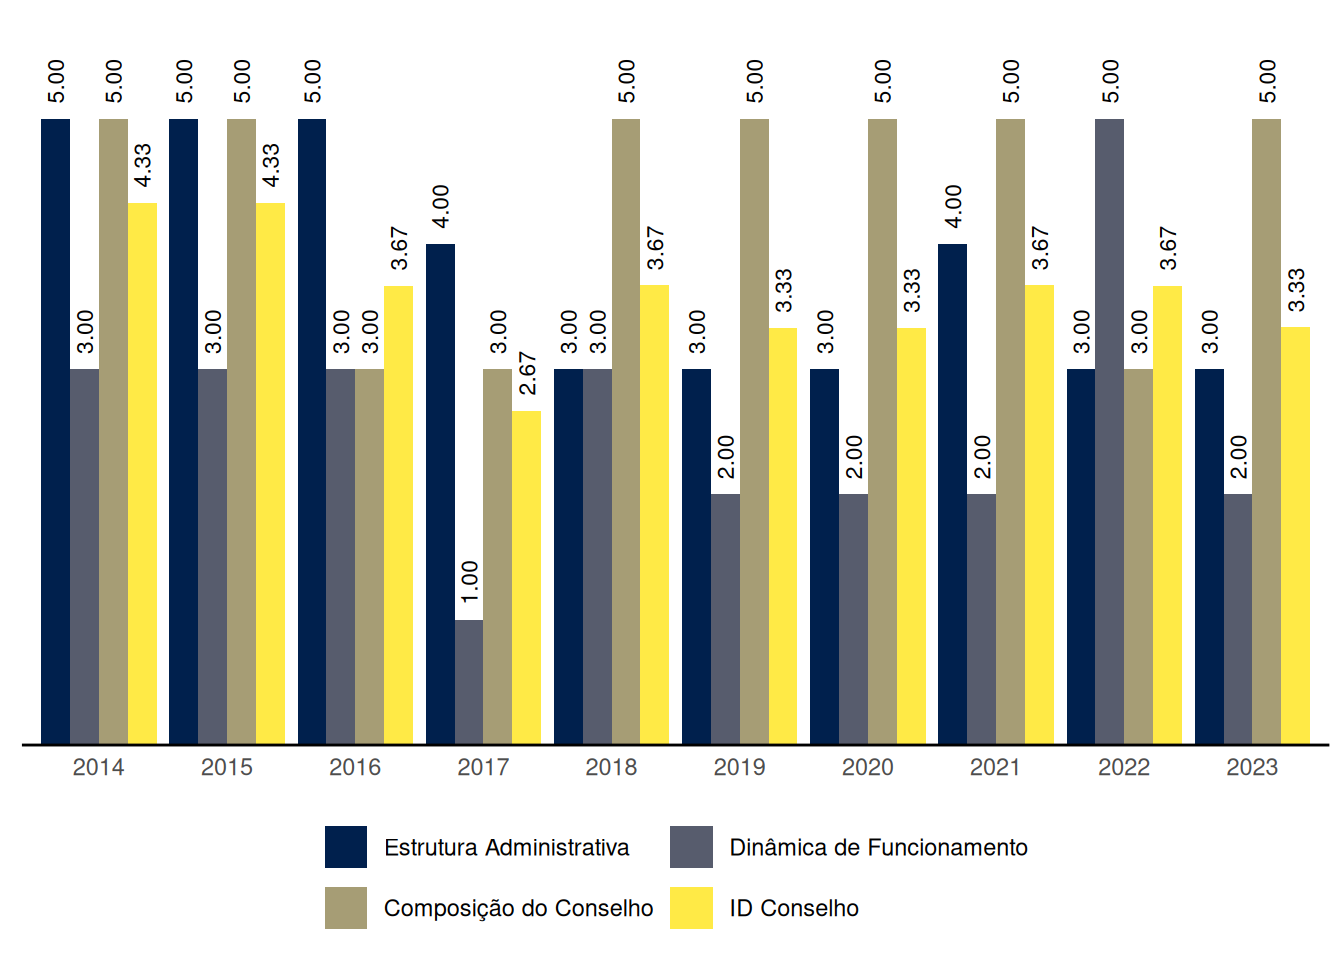 5.00 3.00 5.00 4.33 5.00 3.00 5.00 4.33 5.00 3.00 3.00 3.67 4.00 1.00 3.00 2.67 3.00 3.00 5.00 3.67 3.00 2.00 5.00 3.33 3.00 2.00 5.00 3.33 4.00 2.00 5.00 3.67 3.00 5.00 3.00 3.67 3.00 2.00 5.00 3.33
2014 2015 2016 2017 2018 2019 2020 2021 2022 2023
Estrutura Administrativa Dinâmica de Funcionamento
Composição do Conselho ID Conselho